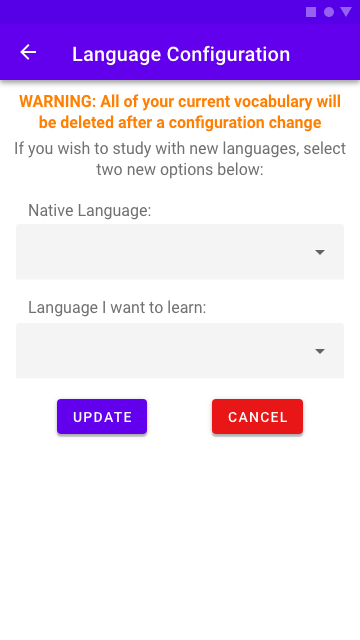 Language Configuration
WARNING: All of your current vocabulary will
be deleted after a configuration change
If you wish to study with new languages, select
two new options below:
Native Language:
Language I want to learn:
UPDATE
CANCEL